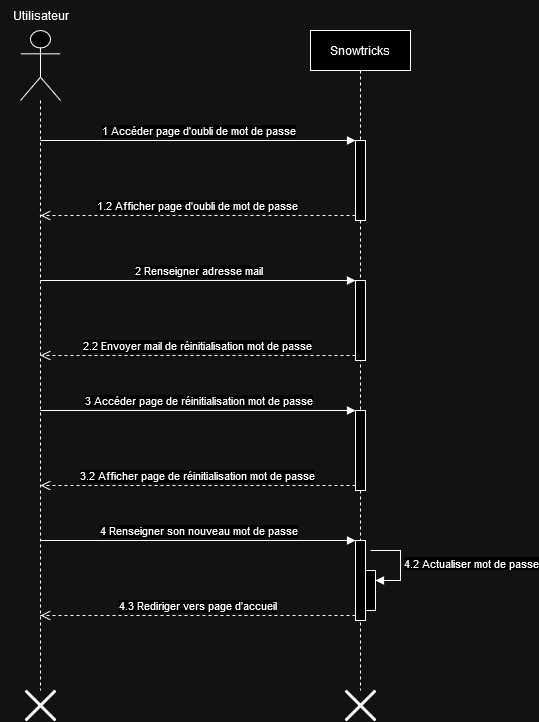 Utilisateur
Snowtricks
1 Accéder page d'oubli de mot de passe
1.2 Afficher page d'oubli de mot de passe
2 Renseigner adresse mail
2.2 Envoyer mail de réinitialisation mot de passe
3 Accéder page de réinitialisation mot de passe
3.2 Afficher page de réinitialisation mot de passe
4 Renseigner son nouveau mot de passe
4.2 Actualiser mot de passe
4.3 Rediriger vers page d'accueil